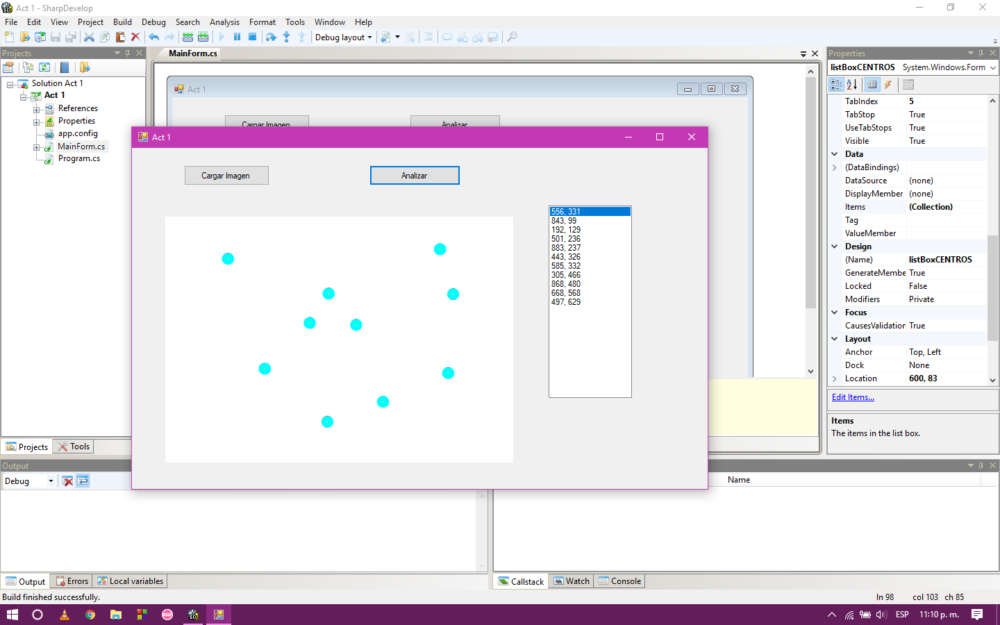 Act 1 - SharpDevelop
File Edit View Project Build Debug Search Analysis Format Tools Window Help
Debug layout
Projects
MainForm.cs
Properties
Solution Act 1
Act 1
References
Properties
app.config
MainForm.cs
Program.cs
Act 1
Cargar Imagen Analizar
Act 1
Cargar Imagen Analizar
556, 331
843, 99
192, 129
501, 236
883, 237
443, 326
585, 332
305, 466
868, 480
668, 568
497, 629
listBoxCENTROS System.Windows.Form
TabIndex 5
TabStop True
UseTabStops True
Visible True
Data
(DataBindings)
DataSource (none)
DisplayMember (none)
Items (Collection)
Tag
ValueMember
Design
(Name) listBoxCENTROS
GenerateMembe True
Locked False
Modifiers Private
Focus
CausesValidation True
Layout
Anchor Top, Left
Dock None
Location 600, 83
Edit Items...
Items
The items in the list box.
Projects Tools
Output
Debug
Name
Output Errors Local variables
Callstack Watch Console
Build finished successfully.
ln 98 col 103 ch 85
osu!
ESP 11:10 p. m.